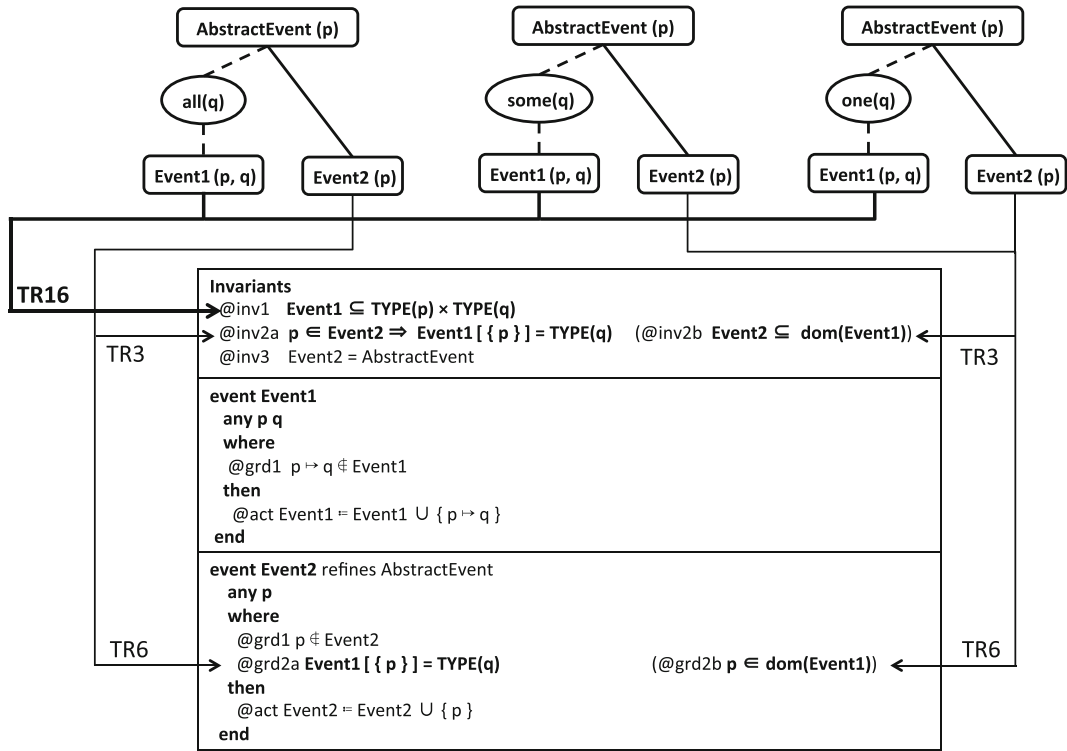 AbstractEvent (p) AbstractEvent (p) AbstractEvent (p)
all(q) some(q) one(q)
Event1 (p, q) Event2 (p) Event1 (p, q) Event2 (p) Event1 (p, q) Event2 (p)
Invariants
TR16
@inv1 Event1 ⊆ TYPE(p) × TYPE(q)
@inv2a p ∈ Event2 ⇒ Event1 [ { p } ] = TYPE(q) (@inv2b Event2 ⊆ dom(Event1))
TR3 TR3
@inv3 Event2 = AbstractEvent
event Event1
any p q
where
@grd1 p ↦ q ∉ Event1
then
@act Event1 ≔ Event1 ∪ { p ↦ q }
end
event Event2 refines AbstractEvent
any p
where
@grd1 p ∉ Event2
TR6 TR6
@grd2a Event1 [ { p } ] = TYPE(q) (@grd2b p ∈ dom(Event1))
then
@act Event2 ≔ Event2 ∪ { p }
end